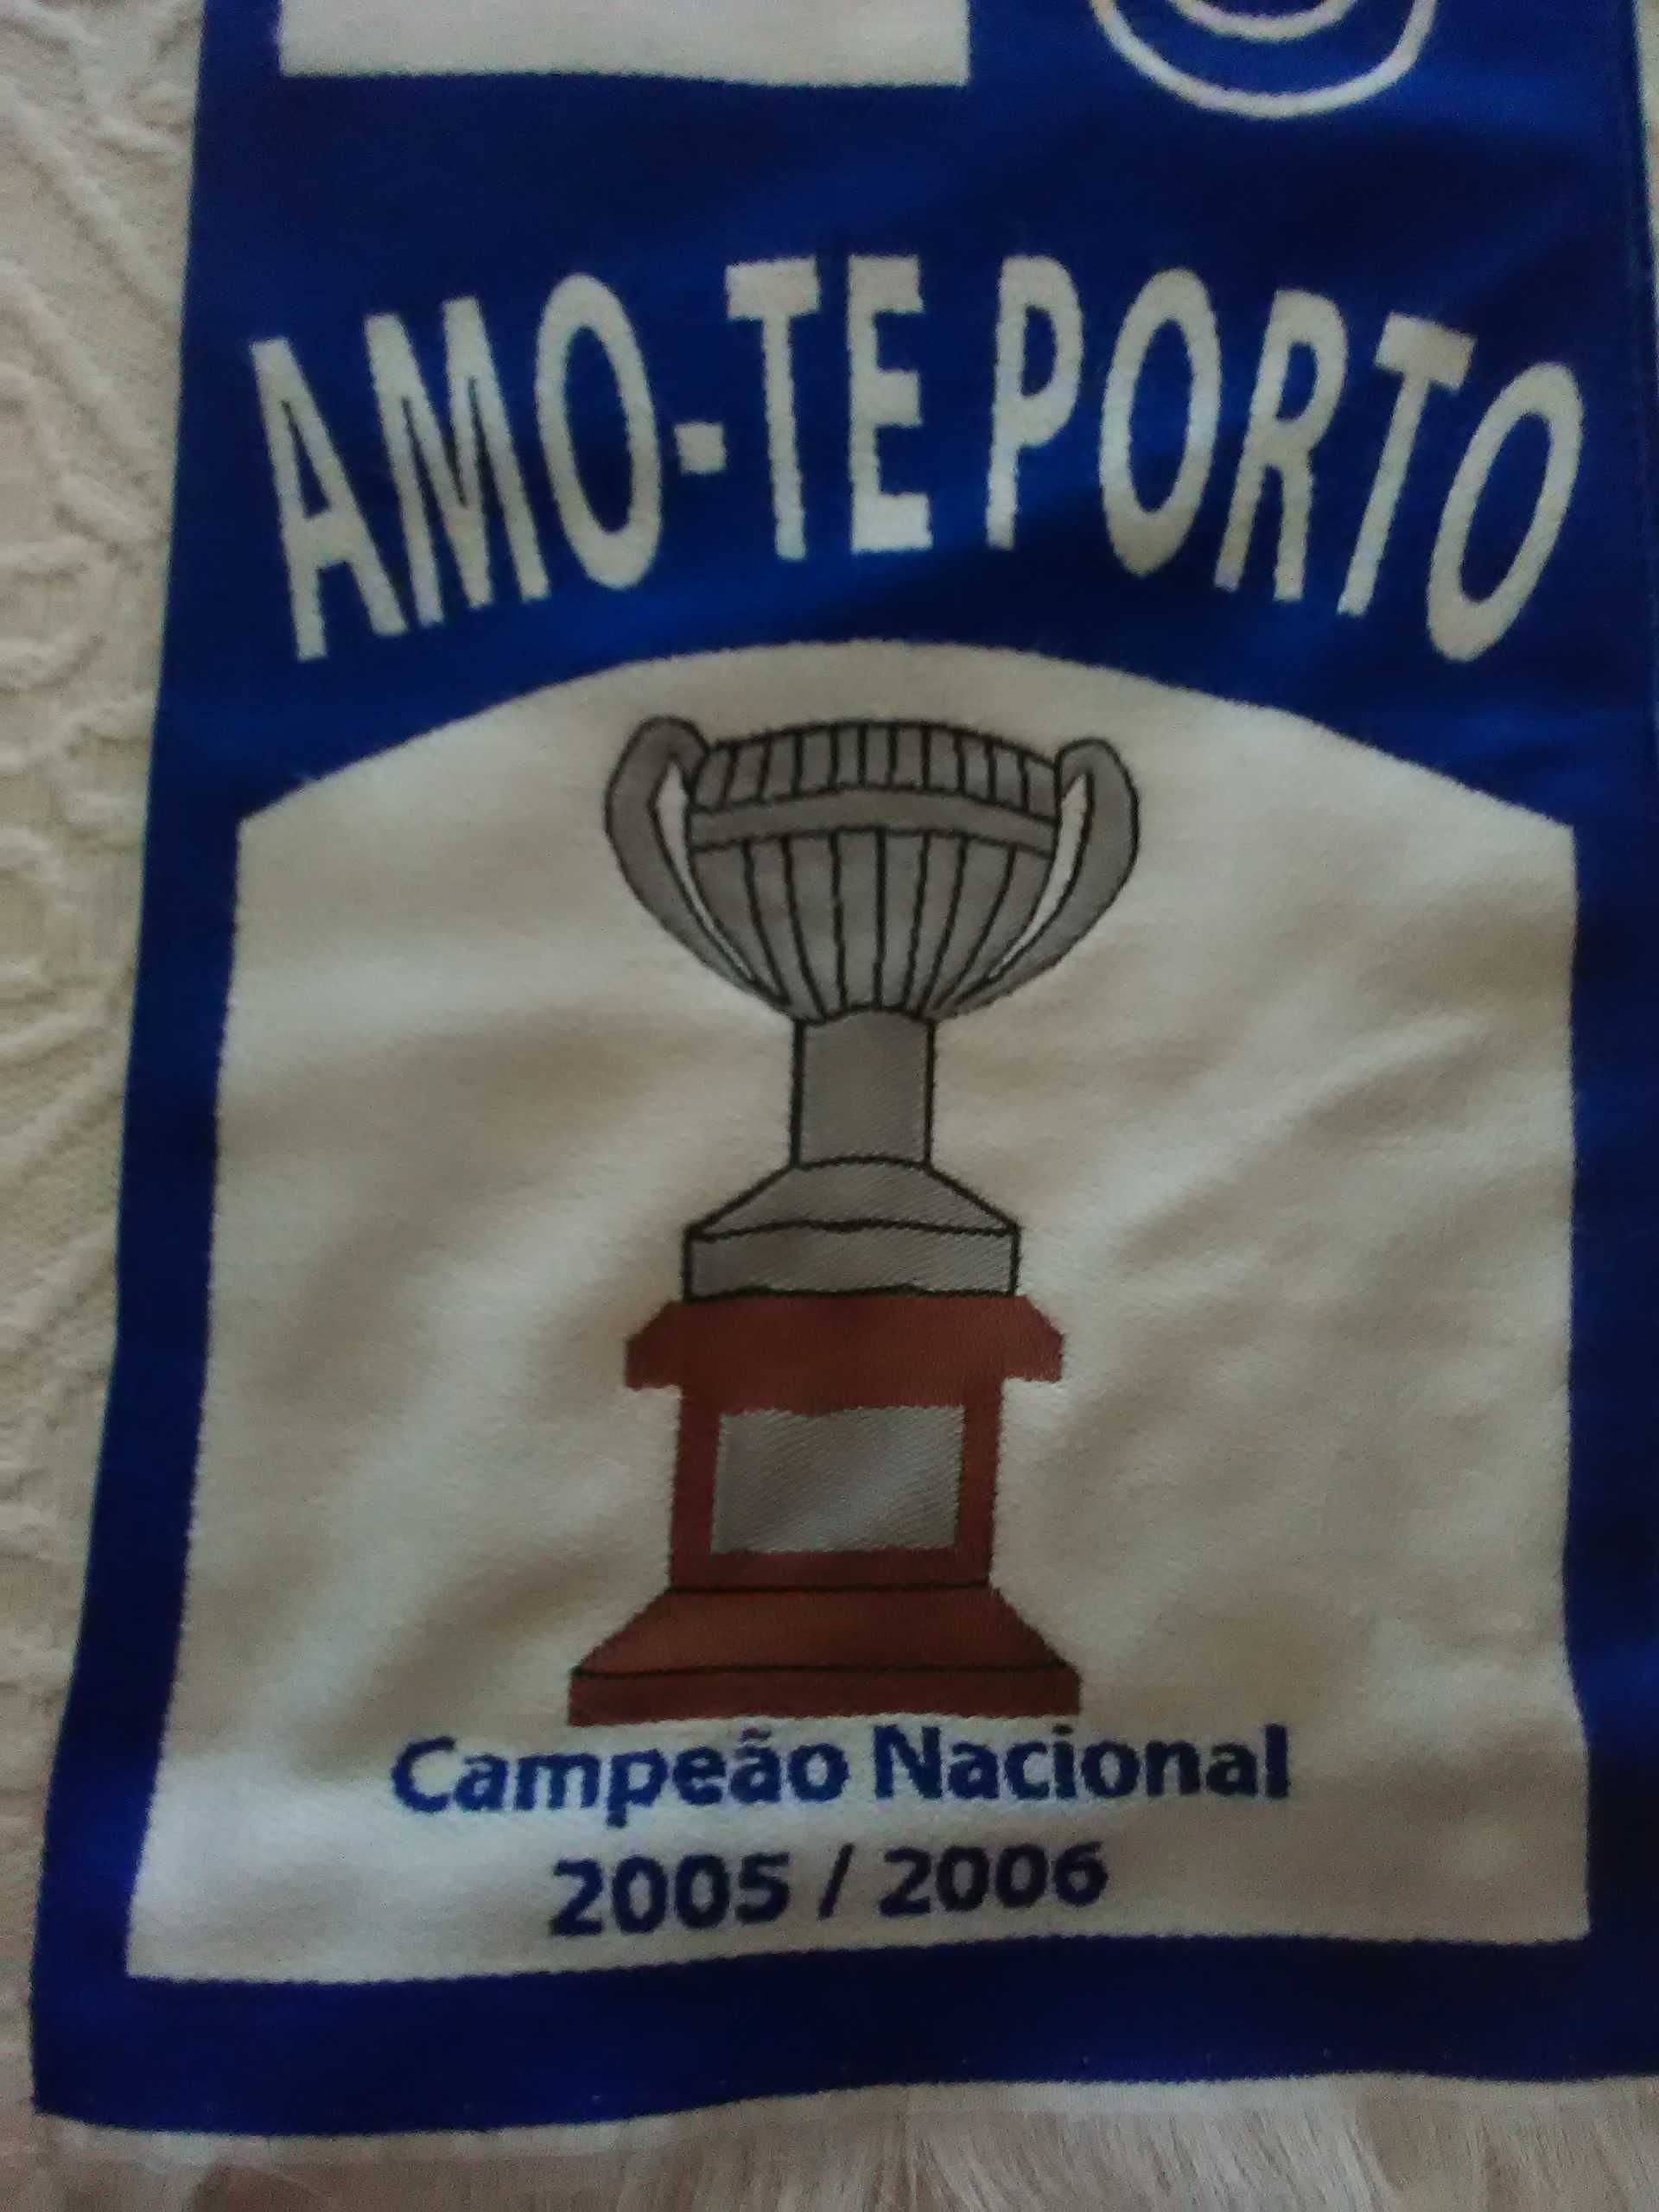 AMO-TE PORTO
Campeão Nacional
2005 / 2006